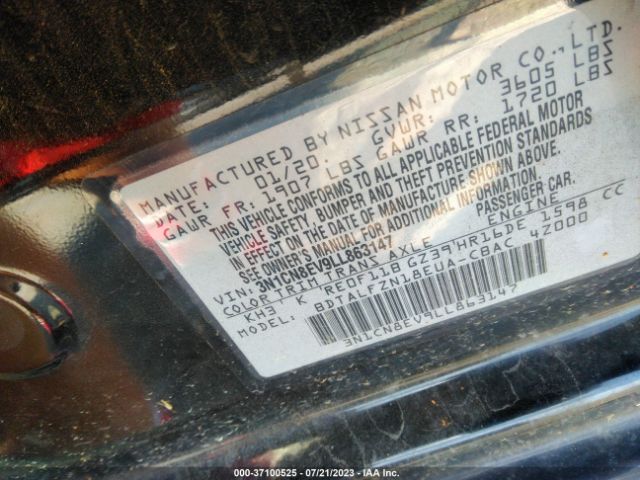 MANUFACTURED BY NISSAN MOTOR CO.,LTD.
DATE: 01/20. GVWR: 3605 LBS
GAWR FR: 1907 LBS GAWR RR: 1720 LBS
THIS VEHICLE CONFORMS TO ALL APPLICABLE FEDERAL MOTOR
VEHICLE SAFETY, BUMPER AND THEFT PREVENTION STANDARDS
IN EFFECT ON THE DATE OF MANUFACTURE SHOWN ABOVE.
SEE OWNER'S MANUAL FOR ADDITIONAL INFORMATION.
VIN: 3N1CN8EV9LL863147 PASSENGER CAR.
COLOR TRIM TRANS AXLE ENGINE
KH3 K RE0F11B GZ39 HR16DE 1598 CC
MODEL: BDTALFZN18EUA-CBAC 4Z000
3N1CN8EV9LL863147
000-37100525 - 07/21/2023 - IAA Inc.